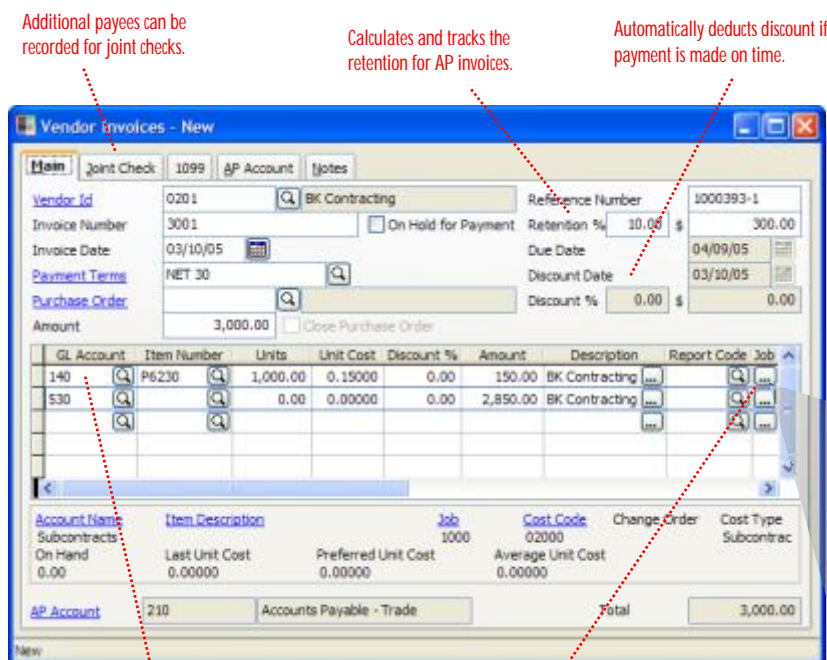 Additional payees can be
recorded for joint checks.
Calculates and tracks the
retention for AP invoices.
Automatically deducts discount if
payment is made on time.
Vendor Invoices - New
Main Joint Check 1099 AP Account Notes
Vendor Id 0201 BK Contracting Reference Number 1000393-1
Invoice Number 3001 On Hold for Payment Retention % 10.00 $ 300.00
Invoice Date 03/10/05 Due Date 04/09/05
Payment Terms NET 30 Discount Date 03/10/05
Purchase Order Discount % 0.00 $ 0.00
Amount 3,000.00 Close Purchase Order
GL Account Item Number Units Unit Cost Discount % Amount Description Report Code Job
140 P6230 1,000.00 0.15000 0.00 150.00 BK Contracting ... ...
530 0.00 0.00000 0.00 2,850.00 BK Contracting ... ...
... ...
Account Name Item Description Job Cost Code Change Order Cost Type
Subcontracts 1000 02000 Subcontrac
On Hand Last Unit Cost Preferred Unit Cost Average Unit Cost
0.00 0.00000 0.00000 0.00000
AP Account 210 Accounts Payable - Trade Total 3,000.00
New